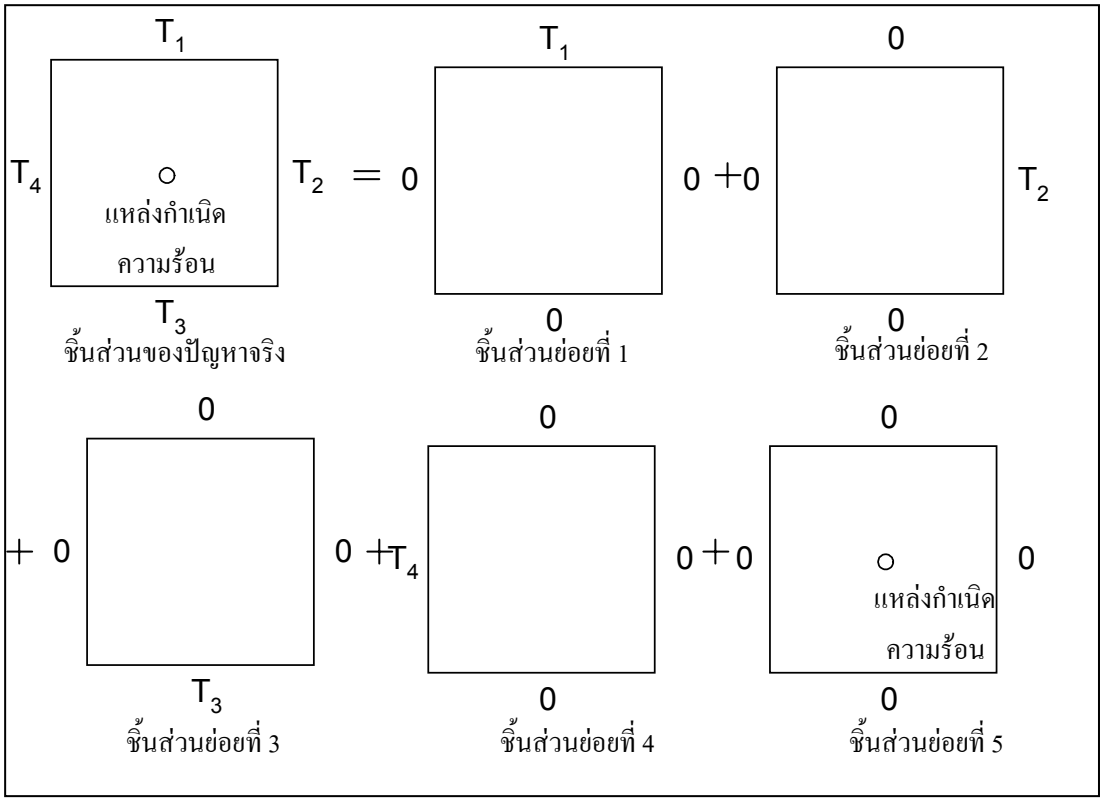 T1
T4
T2
แหล่งกำเนิด
ความร้อน
T3
ชิ้นส่วนของปัญหาจริง
=
T1
0
0
0
ชิ้นส่วนย่อยที่ 1
+
0
0
T2
0
ชิ้นส่วนย่อยที่ 2
+
0
0
0
T3
ชิ้นส่วนย่อยที่ 3
+
0
T4
0
0
ชิ้นส่วนย่อยที่ 4
+
0
0
0
แหล่งกำเนิด
ความร้อน
0
ชิ้นส่วนย่อยที่ 5